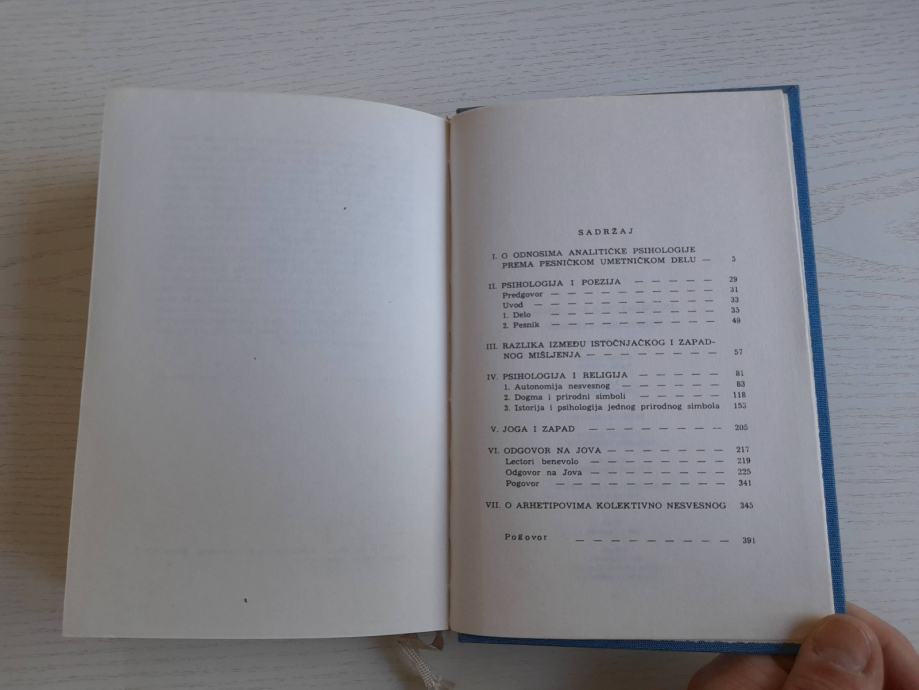 SADRŽAJ
I. O ODNOSIMA ANALITIČKE PSIHOLOGIJE
PREMA PESNIČKOM UMETNIČKOM DELU — 5
II. PSIHOLOGIJA I POEZIJA — — — — — — — 29
Predgovor — — — — — — — — — — — 31
Uvod — — — — — — — — — — — — 33
1. Delo — — — — — — — — — — — — 35
2. Pesnik — — — — — — — — — — — 49
III. RAZLIKA IZMEĐU ISTOČNJAČKOG I ZAPAD-
NOG MIŠLJENJA — — — — — — — — — 57
IV. PSIHOLOGIJA I RELIGIJA — — — — — — — 81
1. Autonomija nesvesnog — — — — — — — 83
2. Dogma i prirodni simboli — — — — — — 118
3. Istorija i psihologija jednog prirodnog simbola 153
V. JOGA I ZAPAD — — — — — — — — 205
VI. ODGOVOR NA JOVA — — — — — — — — 217
Lectori benevolo — — — — — — — — 219
Odgovor na Jova — — — — — — — — 225
Pogovor — — — — — — — — — — 341
VII. O ARHETIPOVIMA KOLEKTIVNO NESVESNOG 345
Pogovor — — — — — — — — — 391